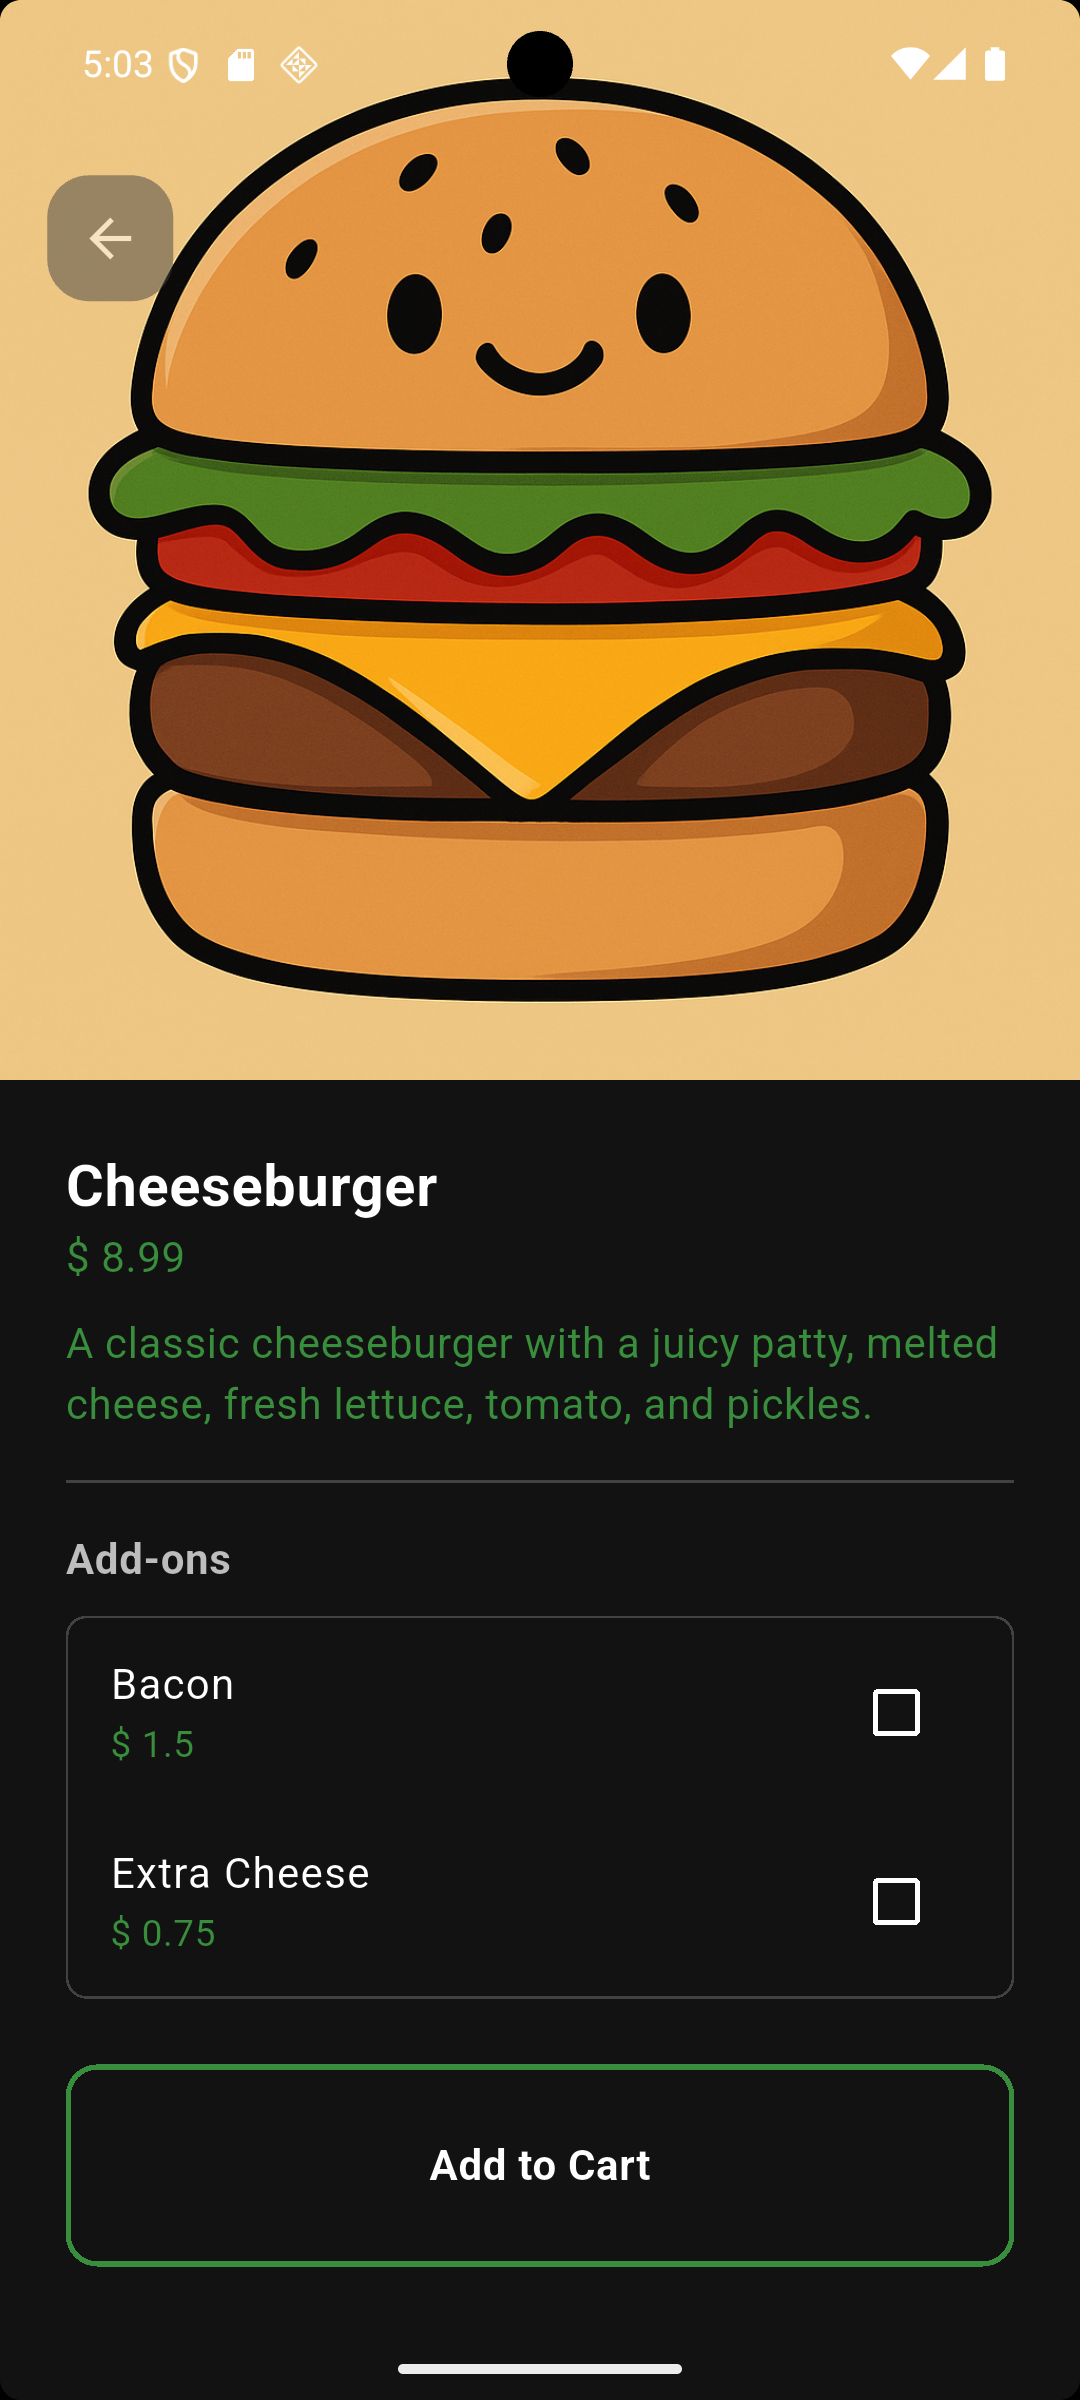 5:03
Cheeseburger
$ 8.99
A classic cheeseburger with a juicy patty, melted
cheese, fresh lettuce, tomato, and pickles.
Add-ons
Bacon
$ 1.5
Extra Cheese
$ 0.75
Add to Cart